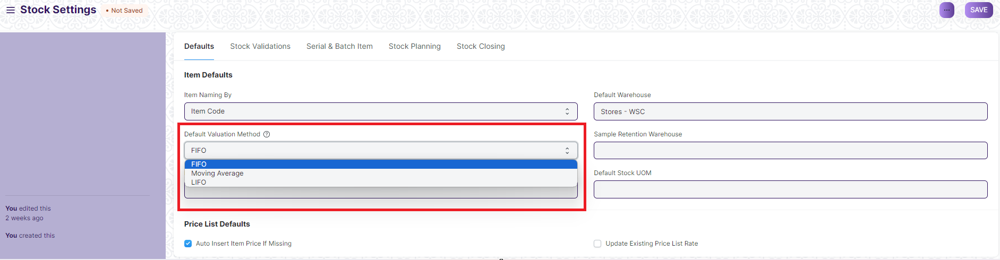 Stock Settings
• Not Saved
...
SAVE
Defaults
Stock Validations
Serial & Batch Item
Stock Planning
Stock Closing
Item Defaults
Item Naming By
Item Code
Default Warehouse
Stores - WSC
Default Valuation Method ?
FIFO
FIFO
Moving Average
LIFO
Sample Retention Warehouse
Default Stock UOM
You edited this
2 weeks ago
You created this
Price List Defaults
Auto Insert Item Price If Missing
Update Existing Price List Rate